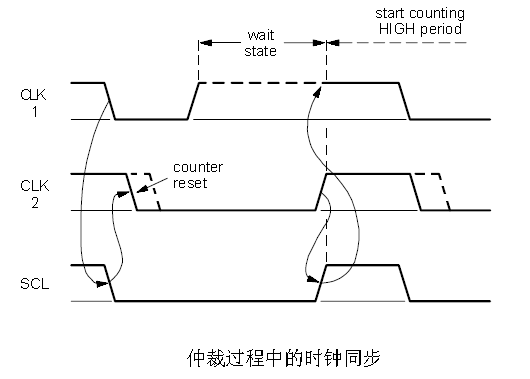 start counting
HIGH period
wait
state
CLK
1
counter
reset
CLK
2
SCL
仲裁过程中的时钟同步